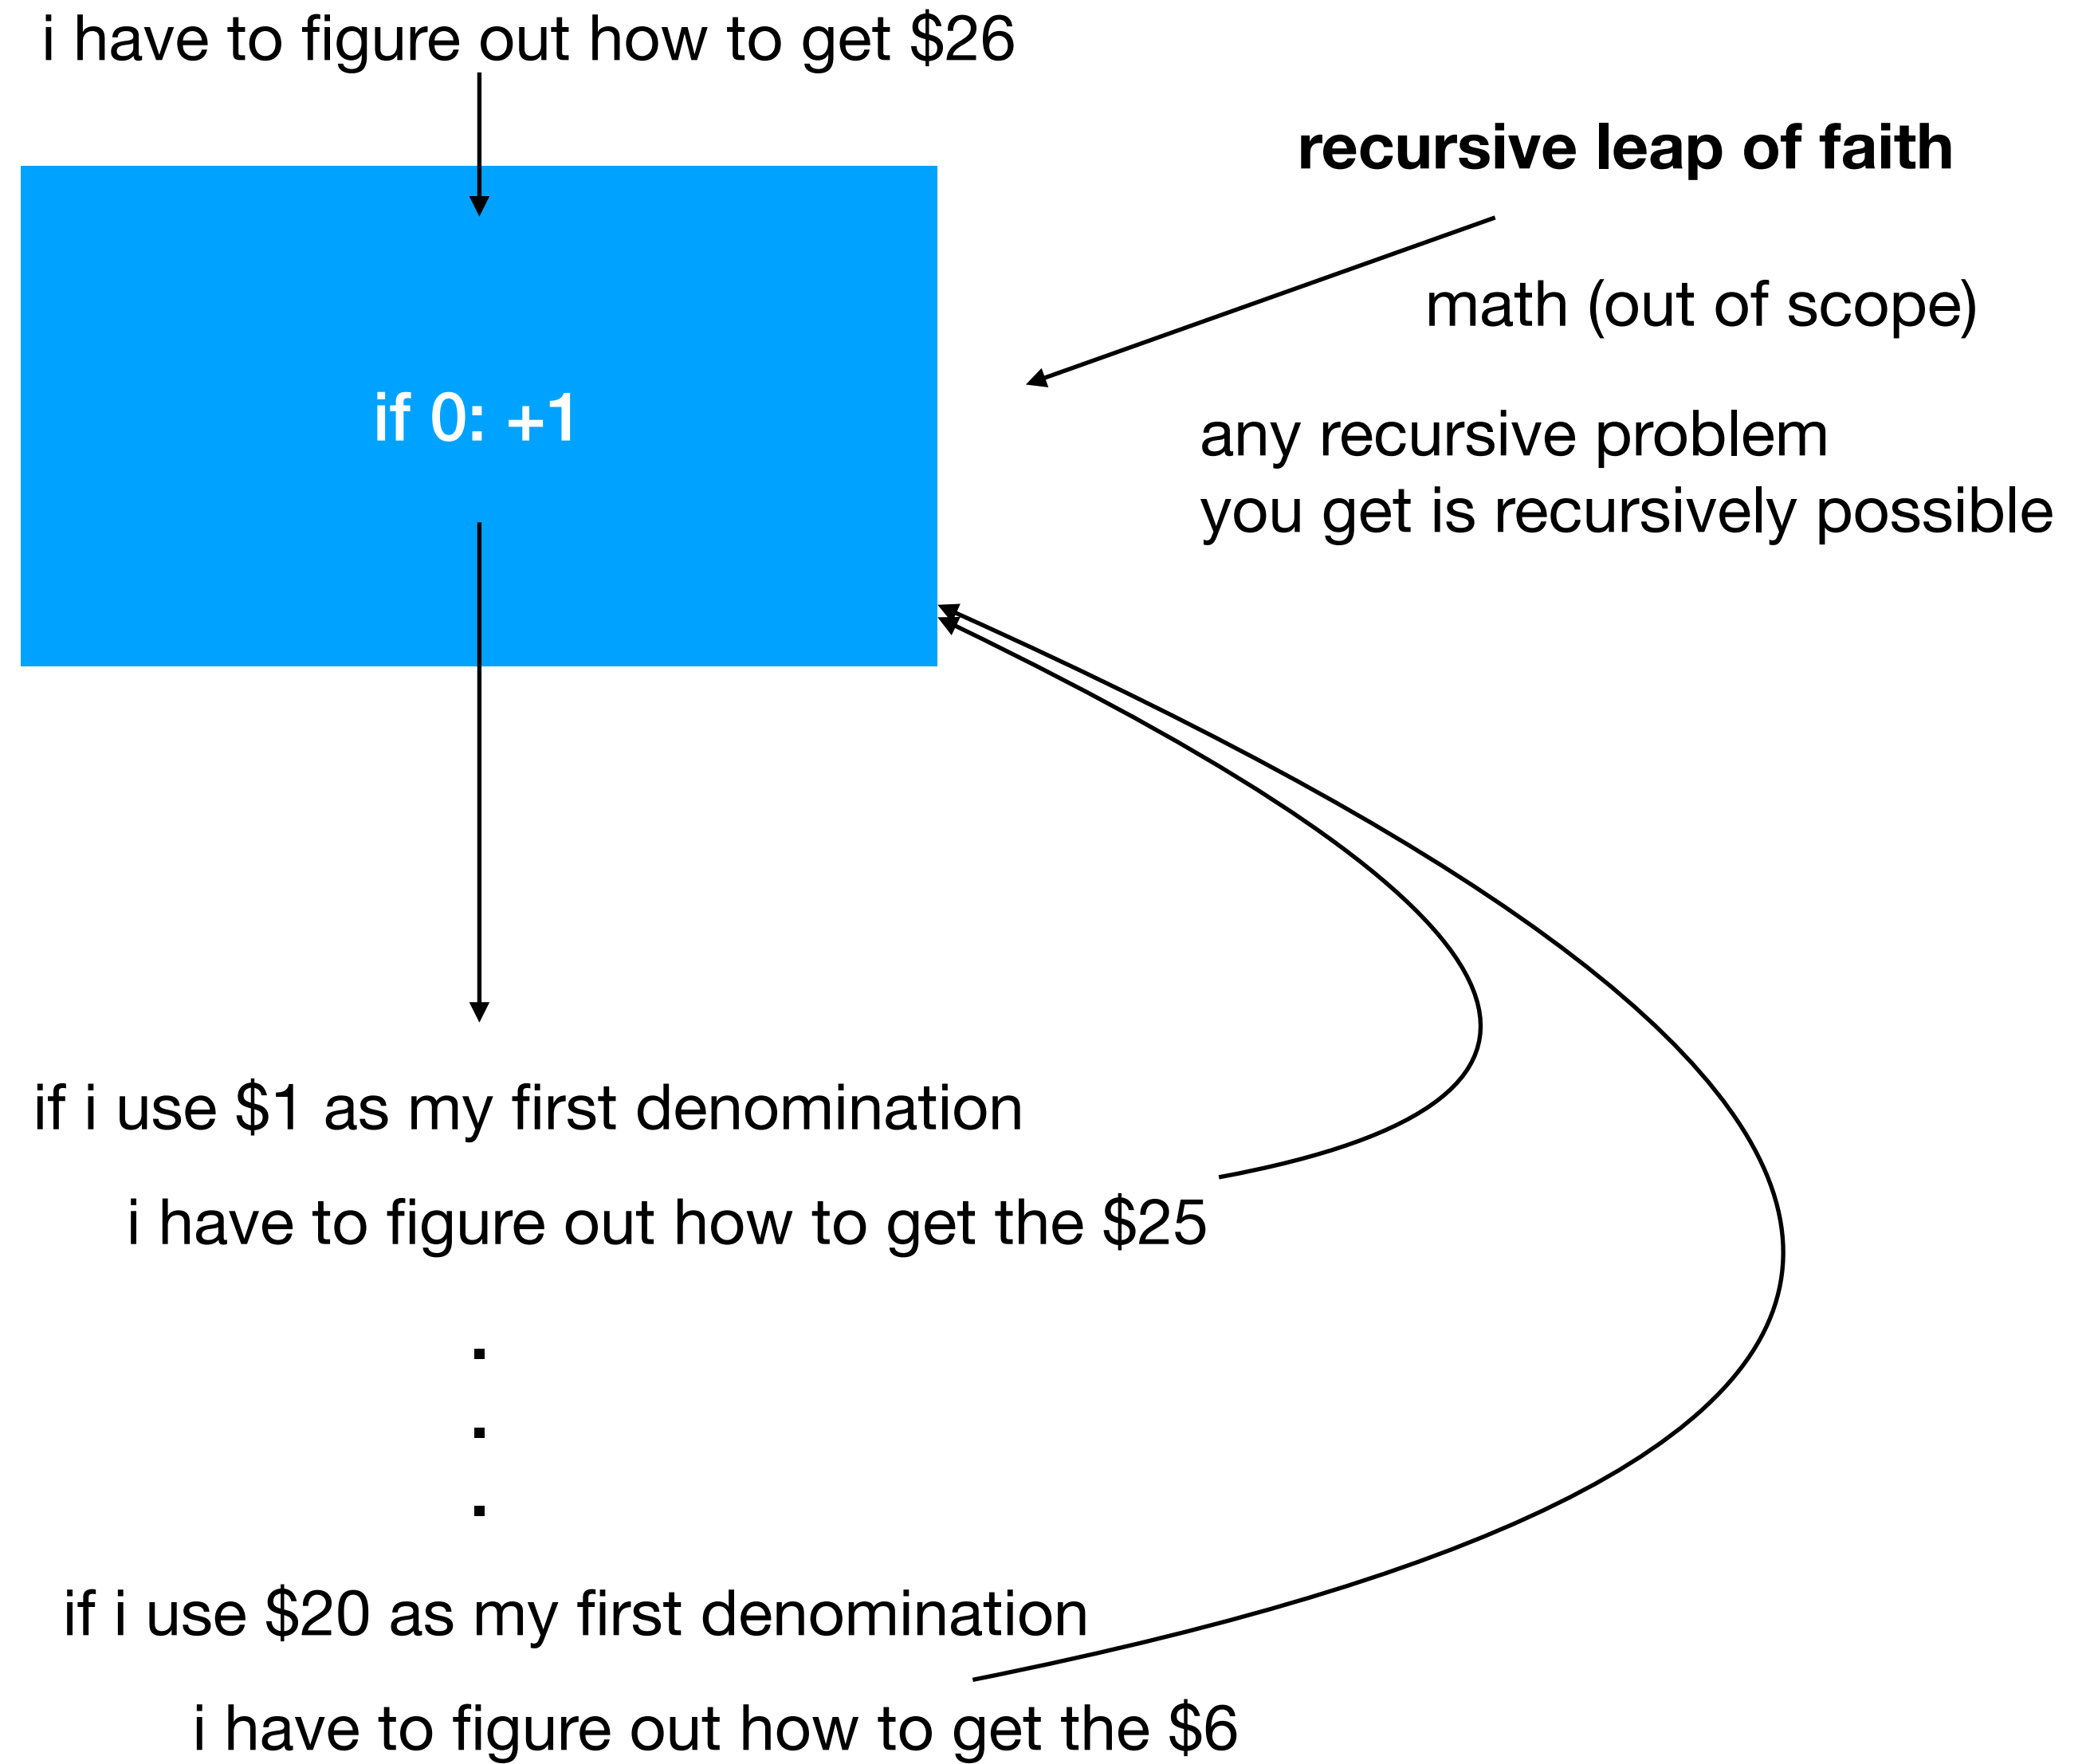 i have to figure out how to get $26
recursive leap of faith
math (out of scope)
if 0: +1
any recursive problem
you get is recursively possible
if i use $1 as my first denomination
i have to figure out how to get the $25
.
.
.
if i use $20 as my first denomination
i have to figure out how to get the $6